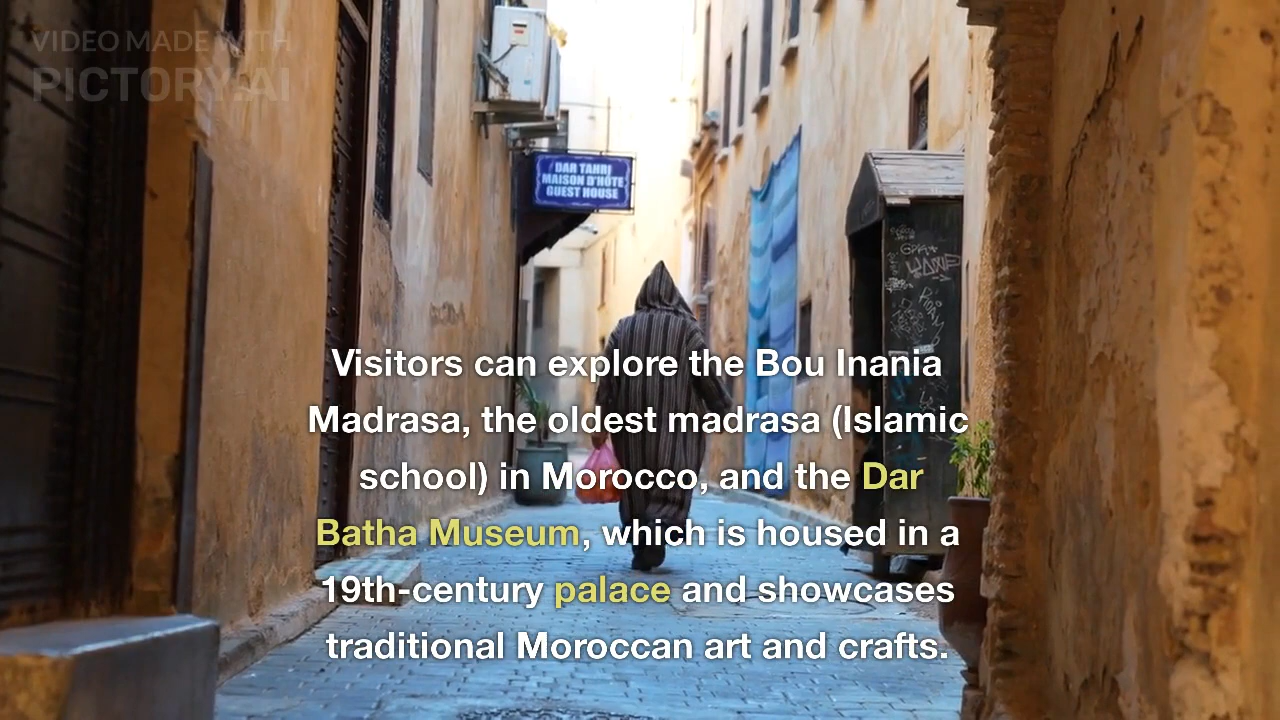 VIDEO MADE WITH
PICTORY.AI
DAR TAHRI
MAISON D'HÔTE
GUEST HOUSE
Visitors can explore the Bou Inania
Madrasa, the oldest madrasa (Islamic
school) in Morocco, and the Dar
Batha Museum, which is housed in a
19th-century palace and showcases
traditional Moroccan art and crafts.